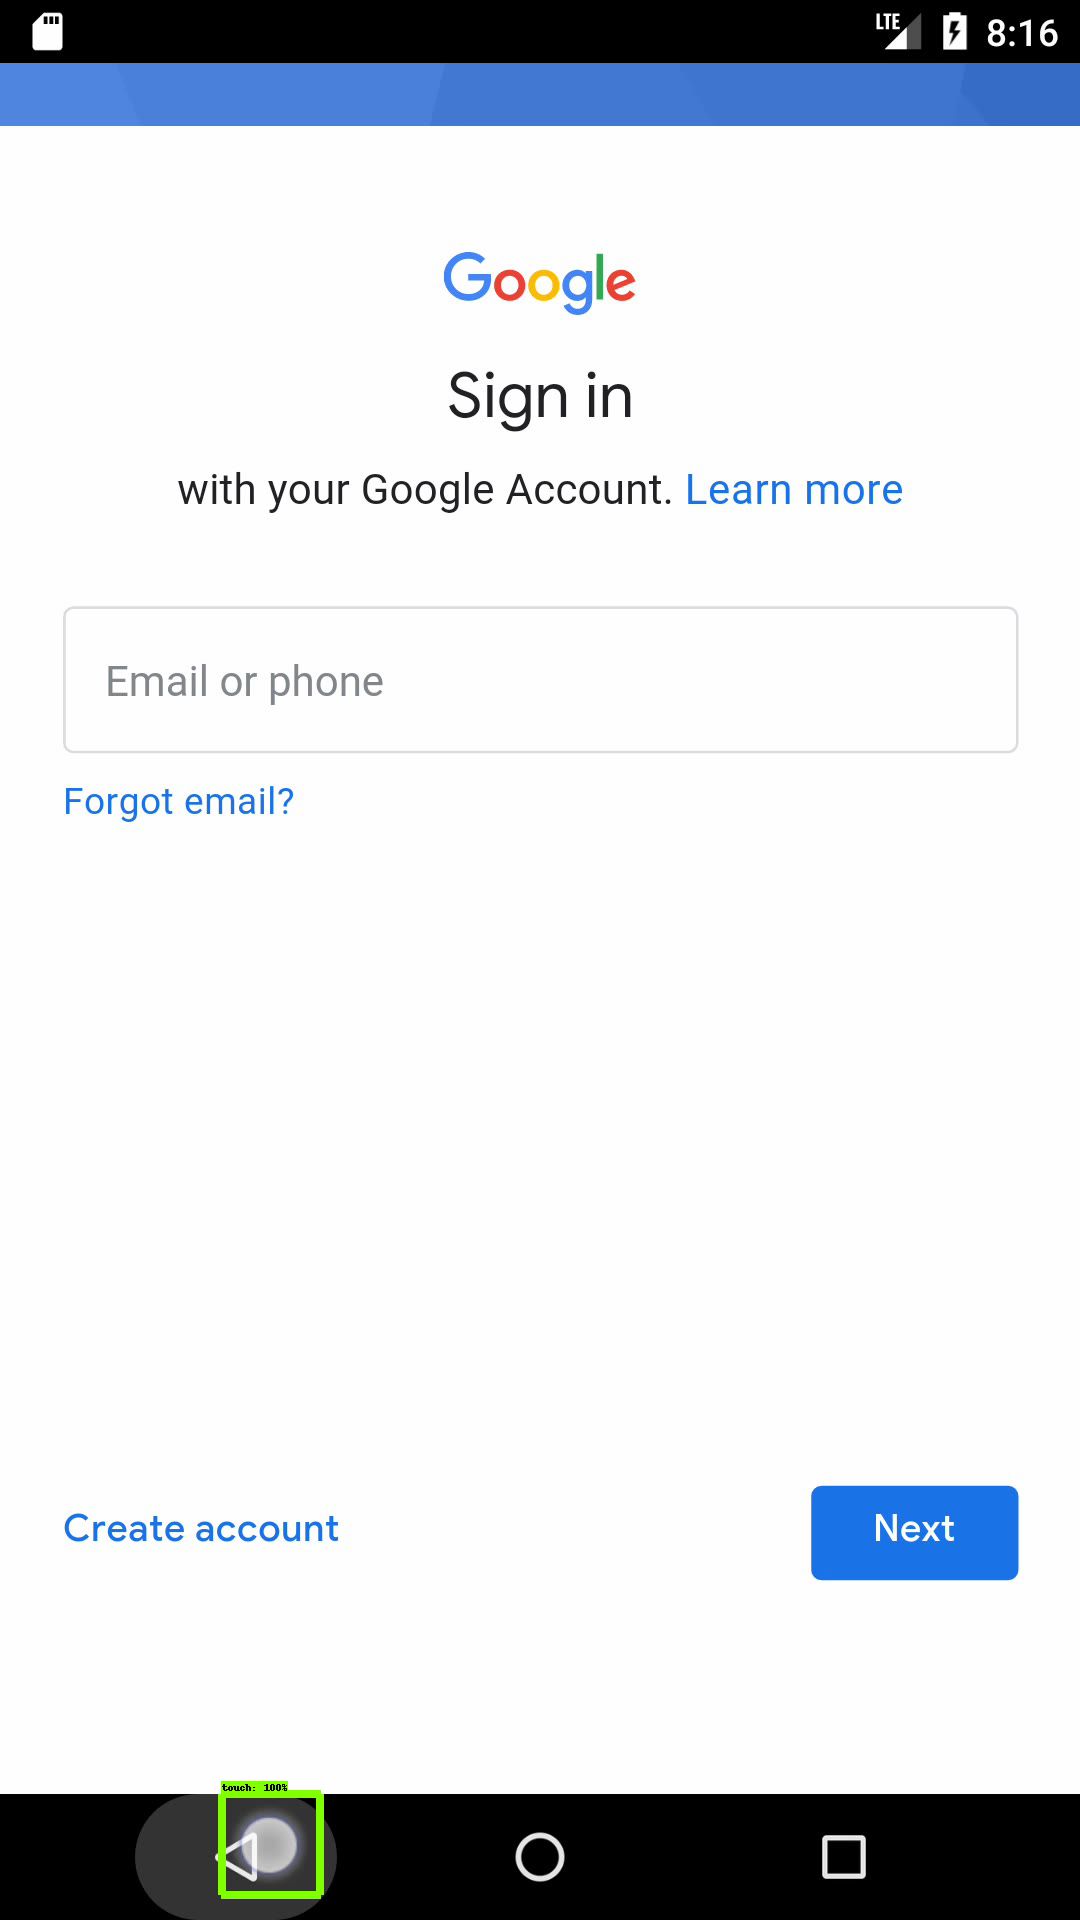 LTE 8:16
Google
Sign in
with your Google Account. Learn more
Email or phone
Forgot email?
Create account
Next
touch: 100%